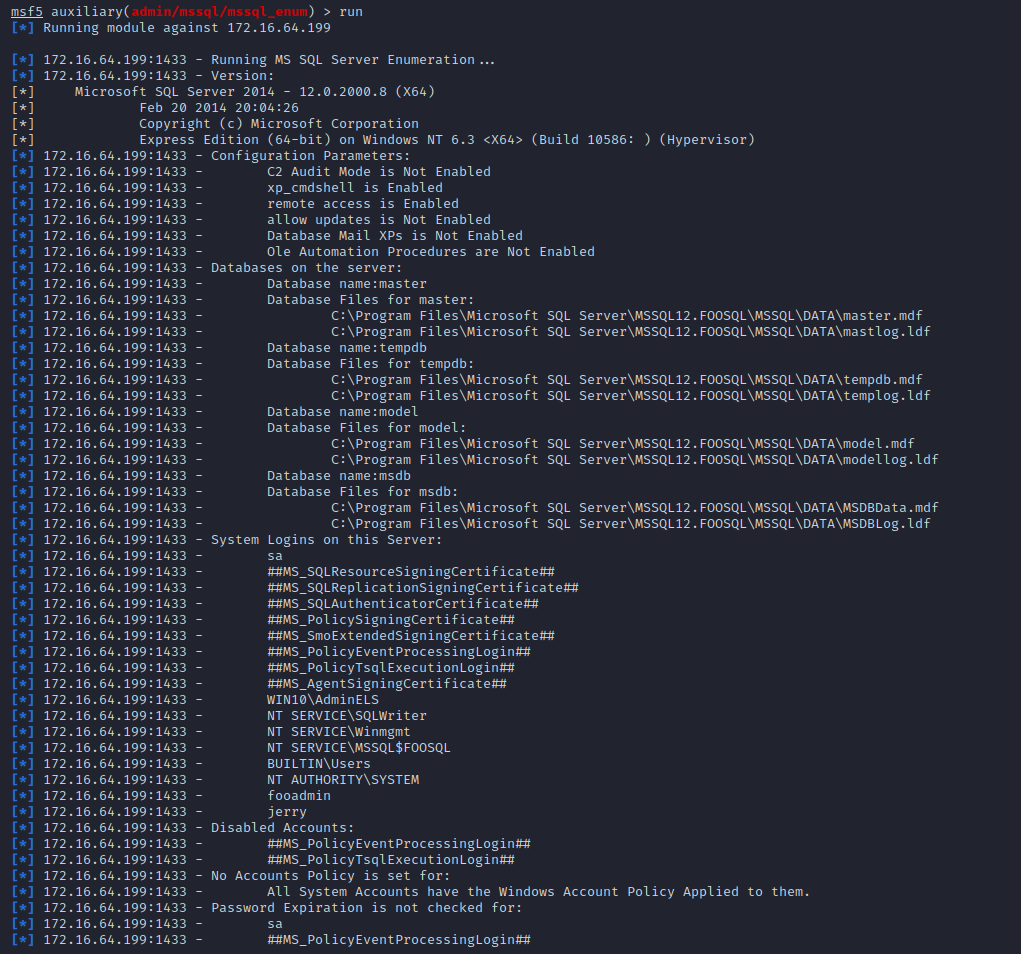 msf5 auxiliary(admin/mssql/mssql_enum) > run
[*] Running module against 172.16.64.199
[*] 172.16.64.199:1433 - Running MS SQL Server Enumeration...
[*] 172.16.64.199:1433 - Version:
[*]     Microsoft SQL Server 2014 - 12.0.2000.8 (X64)
[*]             Feb 20 2014 20:04:26
[*]             Copyright (c) Microsoft Corporation
[*]             Express Edition (64-bit) on Windows NT 6.3 <X64> (Build 10586: ) (Hypervisor)
[*] 172.16.64.199:1433 - Configuration Parameters:
[*] 172.16.64.199:1433 -        C2 Audit Mode is Not Enabled
[*] 172.16.64.199:1433 -        xp_cmdshell is Enabled
[*] 172.16.64.199:1433 -        remote access is Enabled
[*] 172.16.64.199:1433 -        allow updates is Not Enabled
[*] 172.16.64.199:1433 -        Database Mail XPs is Not Enabled
[*] 172.16.64.199:1433 -        Ole Automation Procedures are Not Enabled
[*] 172.16.64.199:1433 - Databases on the server:
[*] 172.16.64.199:1433 -        Database name:master
[*] 172.16.64.199:1433 -        Database Files for master:
[*] 172.16.64.199:1433 -                C:\Program Files\Microsoft SQL Server\MSSQL12.FOOSQL\MSSQL\DATA\master.mdf
[*] 172.16.64.199:1433 -                C:\Program Files\Microsoft SQL Server\MSSQL12.FOOSQL\MSSQL\DATA\mastlog.ldf
[*] 172.16.64.199:1433 -        Database name:tempdb
[*] 172.16.64.199:1433 -        Database Files for tempdb:
[*] 172.16.64.199:1433 -                C:\Program Files\Microsoft SQL Server\MSSQL12.FOOSQL\MSSQL\DATA\tempdb.mdf
[*] 172.16.64.199:1433 -                C:\Program Files\Microsoft SQL Server\MSSQL12.FOOSQL\MSSQL\DATA\templog.ldf
[*] 172.16.64.199:1433 -        Database name:model
[*] 172.16.64.199:1433 -        Database Files for model:
[*] 172.16.64.199:1433 -                C:\Program Files\Microsoft SQL Server\MSSQL12.FOOSQL\MSSQL\DATA\model.mdf
[*] 172.16.64.199:1433 -                C:\Program Files\Microsoft SQL Server\MSSQL12.FOOSQL\MSSQL\DATA\modellog.ldf
[*] 172.16.64.199:1433 -        Database name:msdb
[*] 172.16.64.199:1433 -        Database Files for msdb:
[*] 172.16.64.199:1433 -                C:\Program Files\Microsoft SQL Server\MSSQL12.FOOSQL\MSSQL\DATA\MSDBData.mdf
[*] 172.16.64.199:1433 -                C:\Program Files\Microsoft SQL Server\MSSQL12.FOOSQL\MSSQL\DATA\MSDBLog.ldf
[*] 172.16.64.199:1433 - System Logins on this Server:
[*] 172.16.64.199:1433 -        sa
[*] 172.16.64.199:1433 -        ##MS_SQLResourceSigningCertificate##
[*] 172.16.64.199:1433 -        ##MS_SQLReplicationSigningCertificate##
[*] 172.16.64.199:1433 -        ##MS_SQLAuthenticatorCertificate##
[*] 172.16.64.199:1433 -        ##MS_PolicySigningCertificate##
[*] 172.16.64.199:1433 -        ##MS_SmoExtendedSigningCertificate##
[*] 172.16.64.199:1433 -        ##MS_PolicyEventProcessingLogin##
[*] 172.16.64.199:1433 -        ##MS_PolicyTsqlExecutionLogin##
[*] 172.16.64.199:1433 -        ##MS_AgentSigningCertificate##
[*] 172.16.64.199:1433 -        WIN10\AdminELS
[*] 172.16.64.199:1433 -        NT SERVICE\SQLWriter
[*] 172.16.64.199:1433 -        NT SERVICE\Winmgmt
[*] 172.16.64.199:1433 -        NT SERVICE\MSSQL$FOOSQL
[*] 172.16.64.199:1433 -        BUILTIN\Users
[*] 172.16.64.199:1433 -        NT AUTHORITY\SYSTEM
[*] 172.16.64.199:1433 -        fooadmin
[*] 172.16.64.199:1433 -        jerry
[*] 172.16.64.199:1433 - Disabled Accounts:
[*] 172.16.64.199:1433 -        ##MS_PolicyEventProcessingLogin##
[*] 172.16.64.199:1433 -        ##MS_PolicyTsqlExecutionLogin##
[*] 172.16.64.199:1433 - No Accounts Policy is set for:
[*] 172.16.64.199:1433 -        All System Accounts have the Windows Account Policy Applied to them.
[*] 172.16.64.199:1433 - Password Expiration is not checked for:
[*] 172.16.64.199:1433 -        sa
[*] 172.16.64.199:1433 -        ##MS_PolicyEventProcessingLogin##